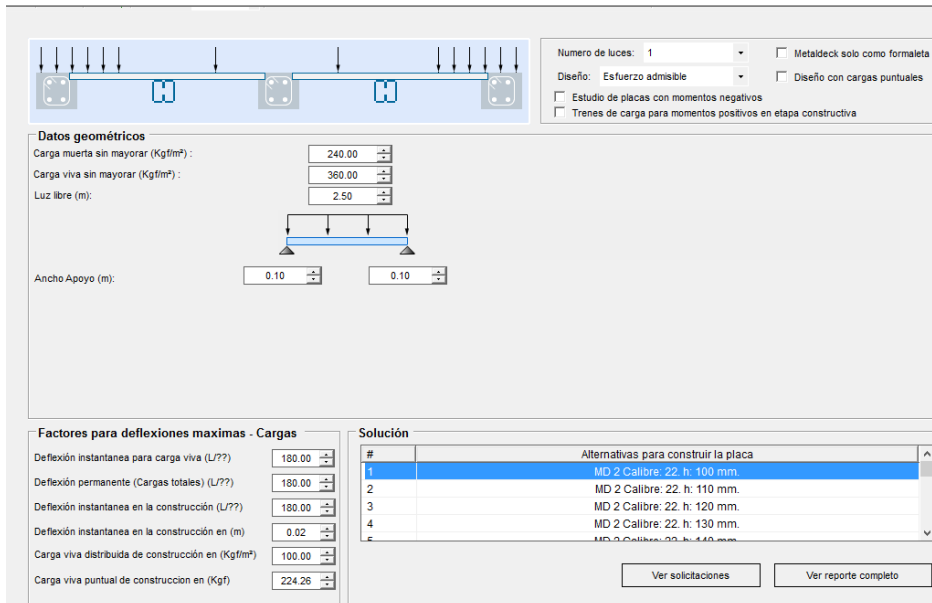 Numero de luces: 1
Metaldeck solo como formaleta
Diseño: Esfuerzo admisible
Diseño con cargas puntuales
Estudio de placas con momentos negativos
Trenes de carga para momentos positivos en etapa constructiva
Datos geométricos
Carga muerta sin mayorar (Kgf/m²) : 240.00
Carga viva sin mayorar (Kgf/m²) : 360.00
Luz libre (m): 2.50
Ancho Apoyo (m): 0.10 0.10
Factores para deflexiones maximas - Cargas
Deflexión instantanea para carga viva (L/??) 180.00
Deflexión permanente (Cargas totales) (L/??) 180.00
Deflexión instantanea en la construcción (L/??) 180.00
Deflexión instantanea en la construcción en (m) 0.02
Carga viva distribuida de construcción en (Kgf/m²) 100.00
Carga viva puntual de construccion en (Kgf) 224.26
Solución
# Alternativas para construir la placa
1 MD 2 Calibre: 22. h: 100 mm.
2 MD 2 Calibre: 22. h: 110 mm.
3 MD 2 Calibre: 22. h: 120 mm.
4 MD 2 Calibre: 22. h: 130 mm.
5 MD 2 Calibre: 22. h: 140 mm.
Ver solicitaciones
Ver reporte completo